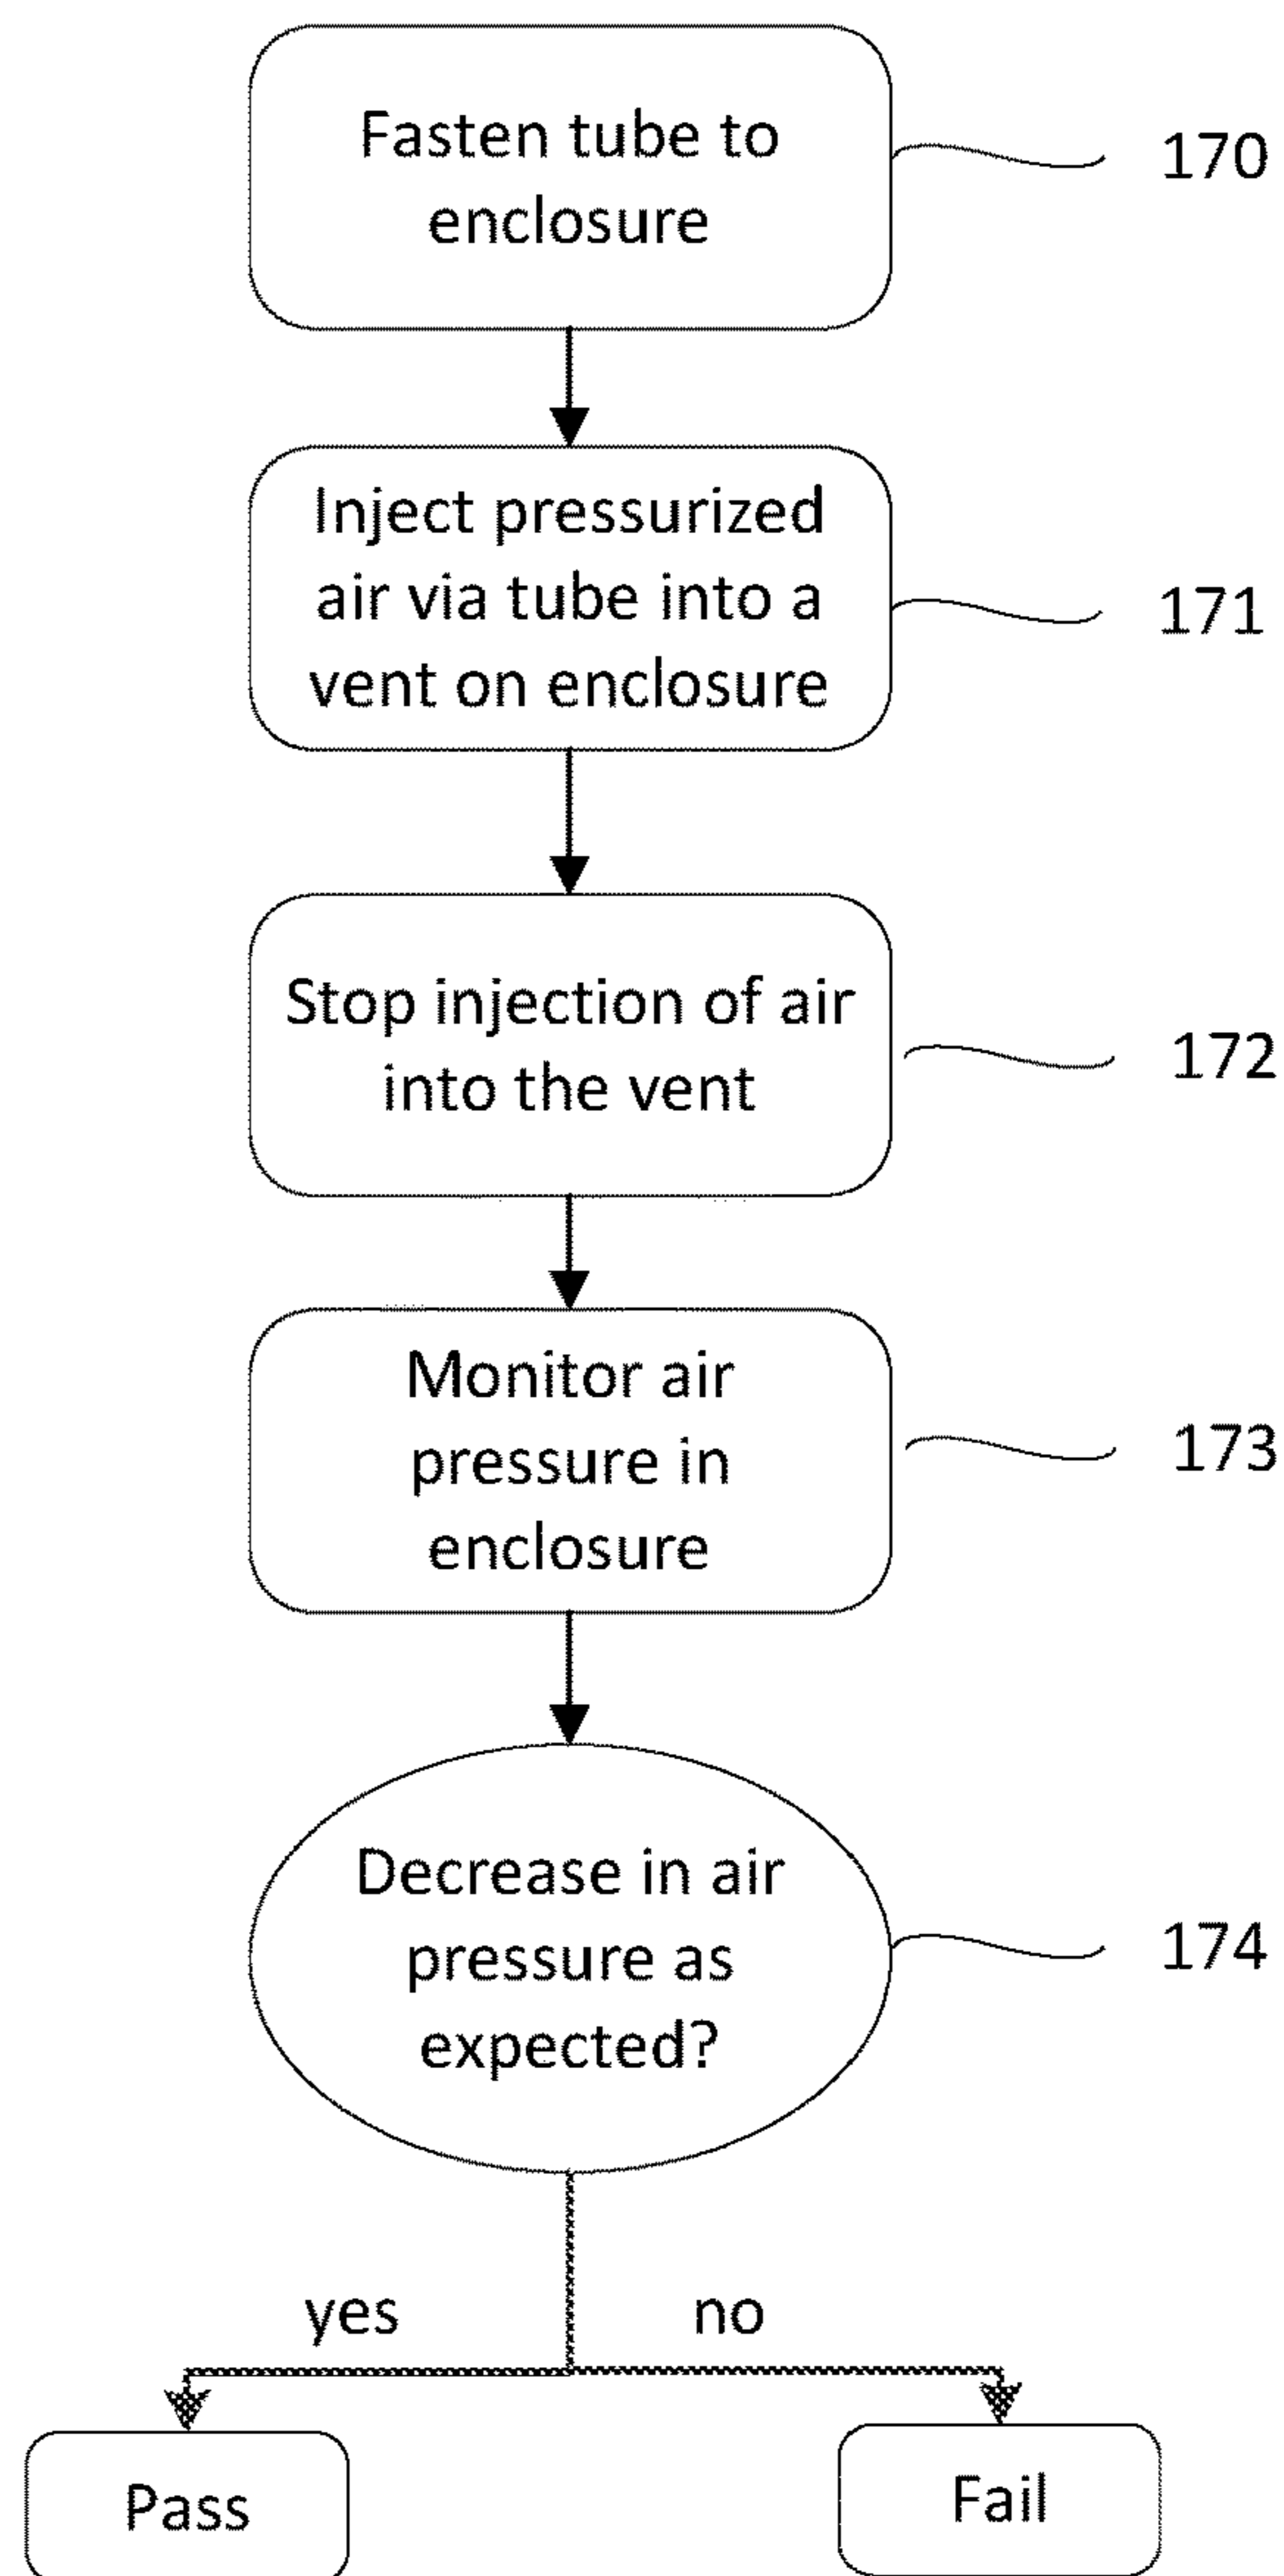 Fasten tube to
enclosure
170
Inject pressurized
air via tube into a
vent on enclosure
171
Stop injection of air
into the vent
172
Monitor air
pressure in
enclosure
173
Decrease in air
pressure as
expected?
174
yes
no
Pass
Fail